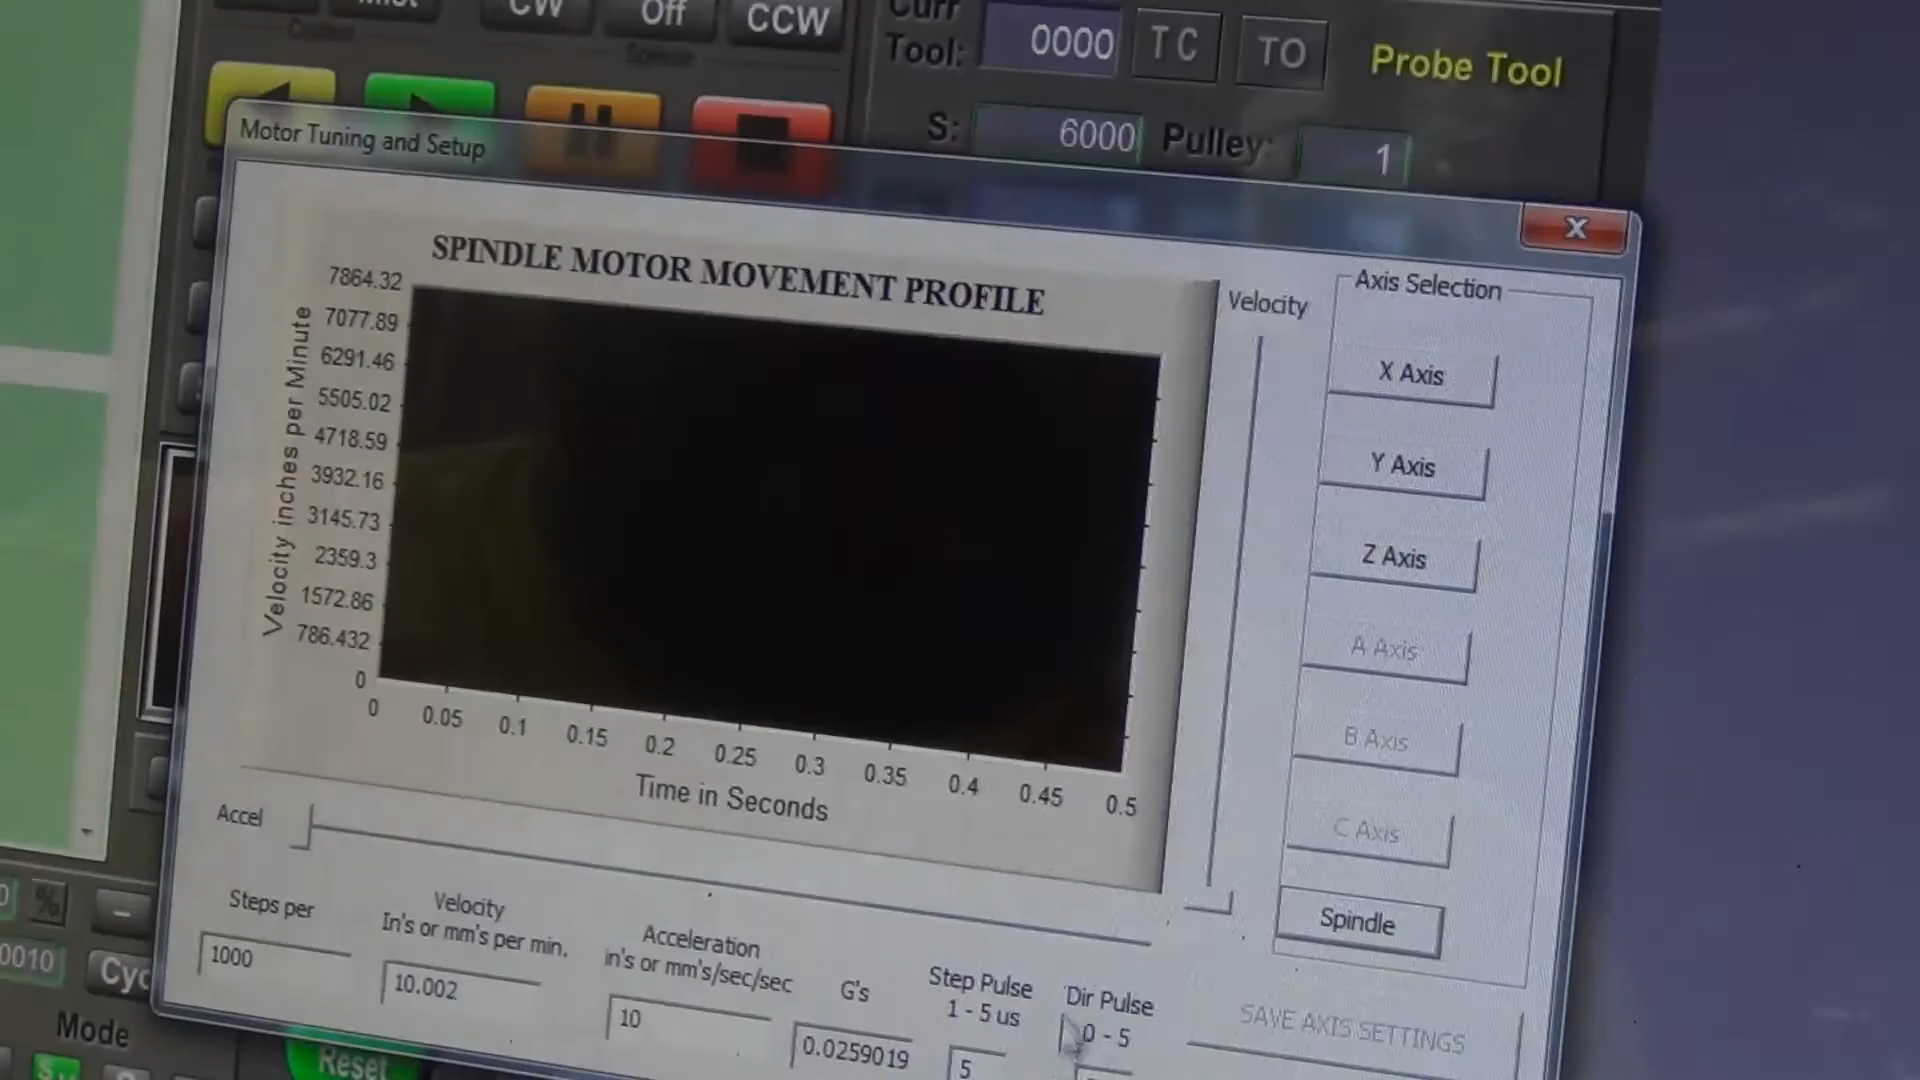 CW
Off
CCW
Curr
Tool:
0000
TC
TO
Probe Tool
S:
6000
Pulley:
1
Motor Tuning and Setup
X
SPINDLE MOTOR MOVEMENT PROFILE
Velocity inches per Minute
7864.32
7077.89
6291.46
5505.02
4718.59
3932.16
3145.73
2359.3
1572.86
786.432
0
0
0.05
0.1
0.15
0.2
0.25
0.3
0.35
0.4
0.45
0.5
Time in Seconds
Velocity
Axis Selection
X Axis
Y Axis
Z Axis
A Axis
B Axis
C Axis
Spindle
Accel
Steps per
1000
Velocity
In's or mm's per min.
10.002
Acceleration
in's or mm's/sec/sec
10
G's
0.0259019
Step Pulse
1 - 5 us
5
Dir Pulse
0 - 5
SAVE AXIS SETTINGS
%
0010
Cyc
Mode
Reset